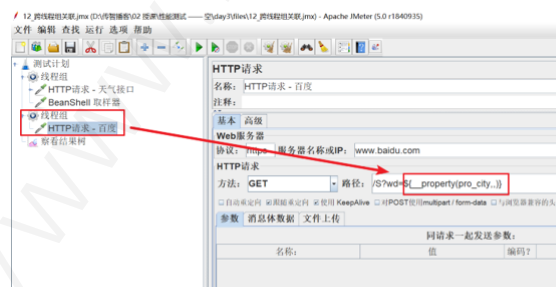 12_跨线程组关联.jmx (D:\传智播客\02 授课\性能测试 —— 空\day3\files\12_跨线程组关联.jmx) - Apache JMeter (5.0 r1840935)
文件 编辑 查找 运行 选项 帮助
测试计划
线程组
HTTP请求 - 天气接口
BeanShell 取样器
线程组
HTTP请求 - 百度
察看结果树
HTTP请求
名称: HTTP请求 - 百度
注释:
基本 高级
Web服务器
协议: https 服务器名称或IP: www.baidu.com
HTTP请求
方法: GET 路径: /S?wd=${__property(pro_city,,)}
自动重定向 跟随重定向 使用 KeepAlive 对POST使用multipart / form-data 与浏览器兼容的头
参数 消息体数据 文件上传
同请求一起发送参数:
名称: 值 编码?